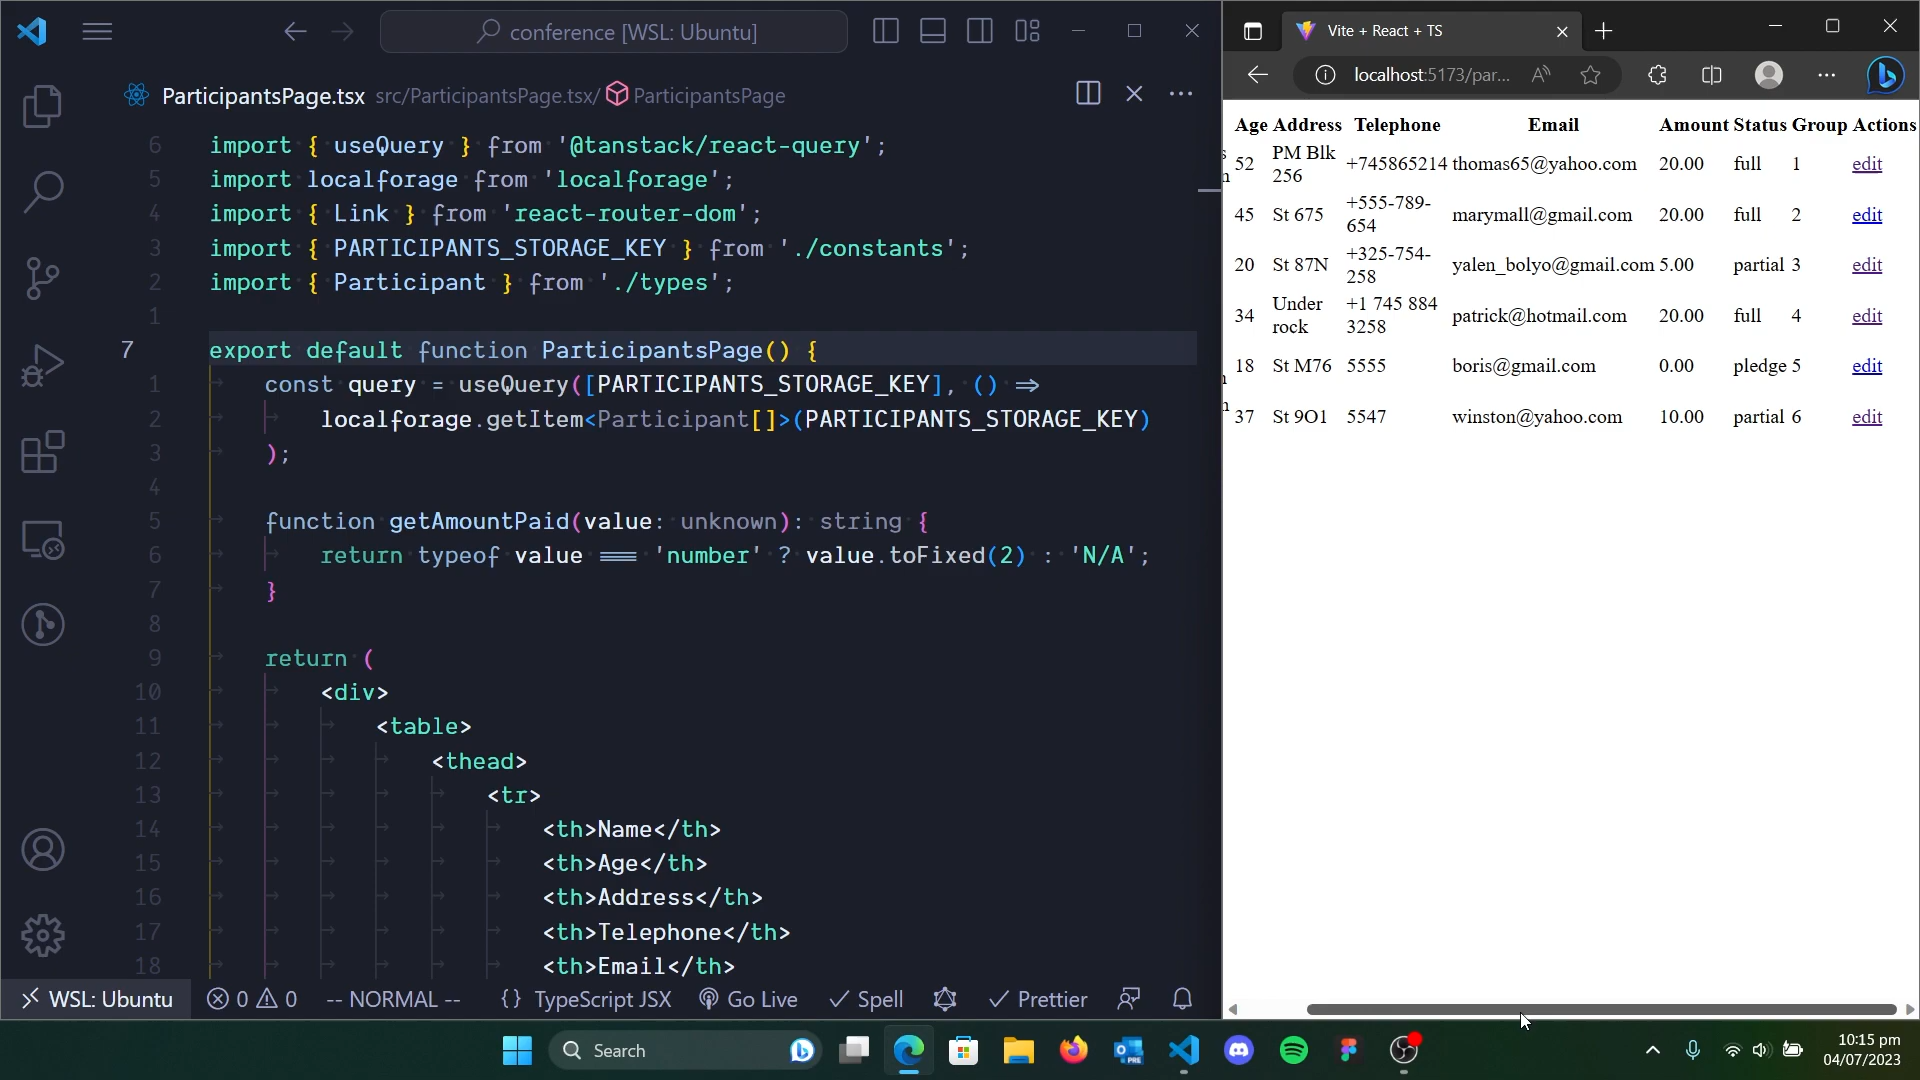 conference [WSL: Ubuntu]
ParticipantsPage.tsx src/ParticipantsPage.tsx/ ParticipantsPage
6 import { useQuery } from '@tanstack/react-query';
5 import localforage from 'localforage';
4 import { Link } from 'react-router-dom';
3 import { PARTICIPANTS_STORAGE_KEY } from './constants';
2 import { Participant } from './types';
1
7 export default function ParticipantsPage() {
1 const query = useQuery([PARTICIPANTS_STORAGE_KEY], () =>
2 localforage.getItem<Participant[]>(PARTICIPANTS_STORAGE_KEY)
3 );
4
5 function getAmountPaid(value: unknown): string {
6 return typeof value === 'number' ? value.toFixed(2) : 'N/A';
7 }
8
9 return (
10 <div>
11 <table>
12 <thead>
13 <tr>
14 <th>Name</th>
15 <th>Age</th>
16 <th>Address</th>
17 <th>Telephone</th>
18 <th>Email</th>
WSL: Ubuntu 0 0 -- NORMAL -- {} TypeScript JSX Go Live Spell Prettier
Vite + React + TS
localhost:5173/par...
Age Address Telephone Email Amount Status Group Actions
52 PM Blk 256 +745865214 thomas65@yahoo.com 20.00 full 1 edit
45 St 675 +555-789-654 marymall@gmail.com 20.00 full 2 edit
20 St 87N +325-754-258 yalen_bolyo@gmail.com 5.00 partial 3 edit
34 Under rock +1 745 884 3258 patrick@hotmail.com 20.00 full 4 edit
18 St M76 5555 boris@gmail.com 0.00 pledge 5 edit
37 St 9O1 5547 winston@yahoo.com 10.00 partial 6 edit
Search
PRE
10:15 pm
04/07/2023